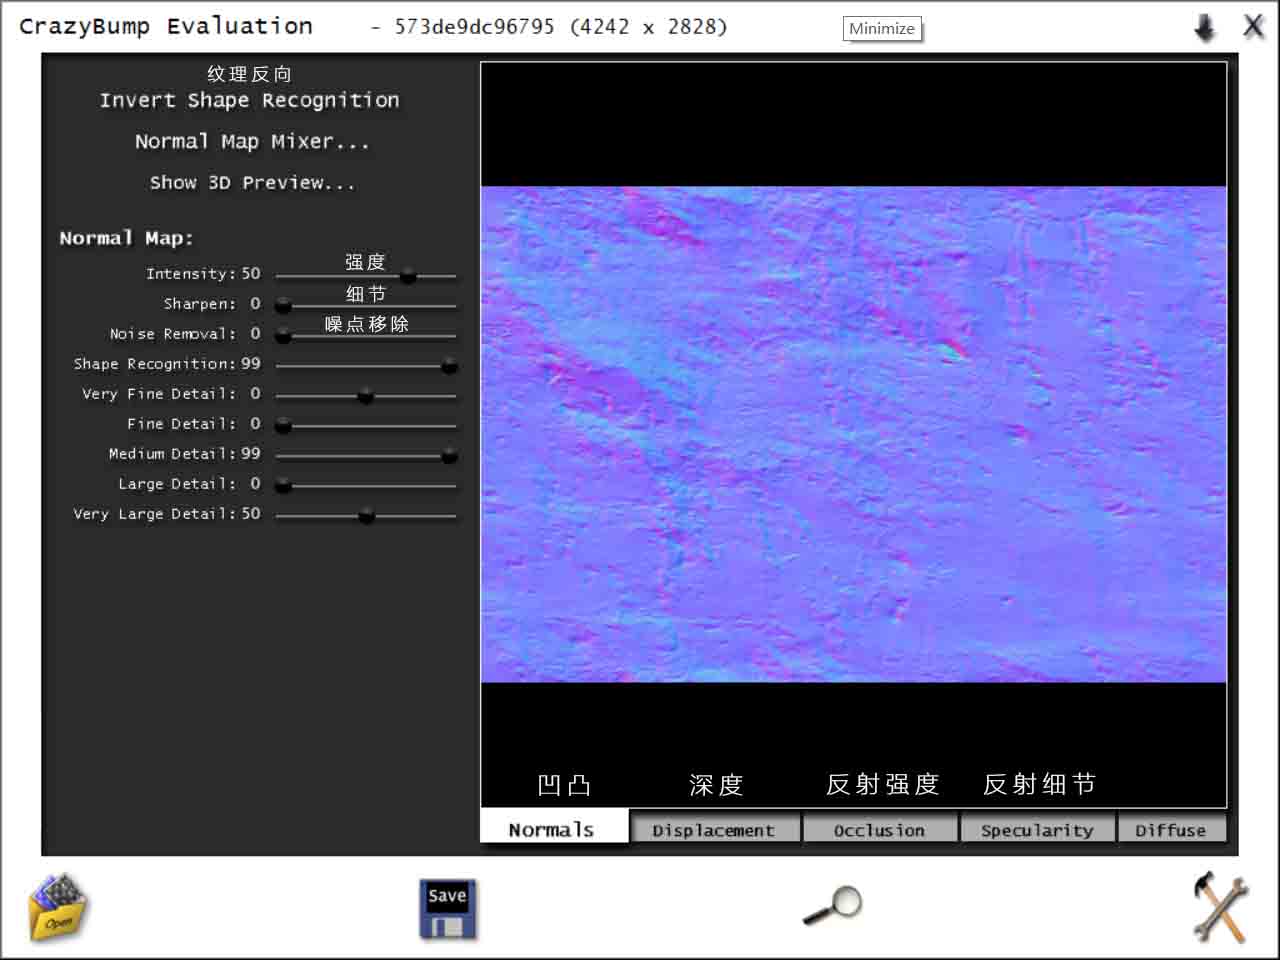 CrazyBump Evaluation - 573de9dc96795 (4242 x 2828) Minimize X
纹理反向
Invert Shape Recognition
Normal Map Mixer...
Show 3D Preview...
Normal Map:
强度
Intensity: 50
细节
Sharpen: 0
噪点移除
Noise Removal: 0
Shape Recognition: 99
Very Fine Detail: 0
Fine Detail: 0
Medium Detail: 99
Large Detail: 0
Very Large Detail: 50
凹凸 深度 反射强度 反射细节
Normals Displacement Occlusion Specularity Diffuse
Open Save